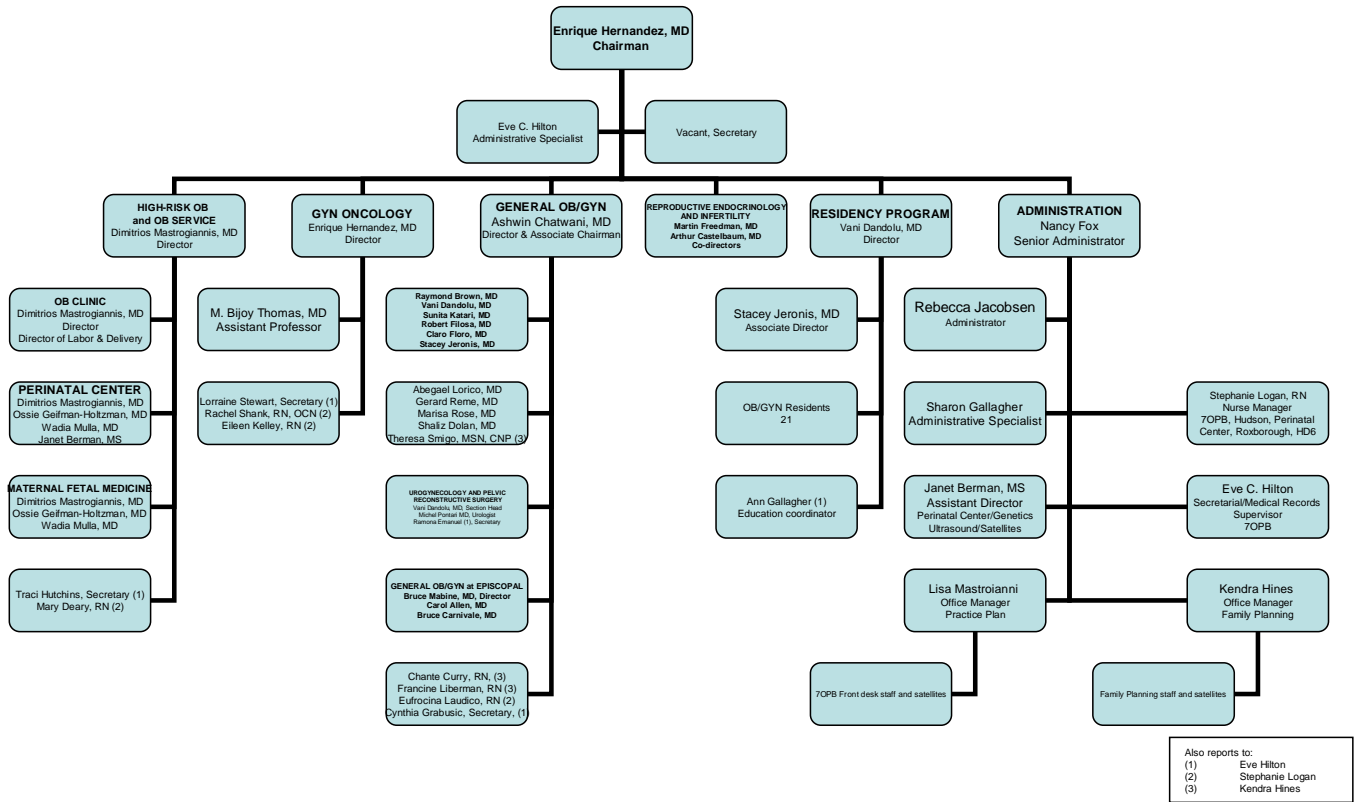 Enrique Hernandez, MD
Chairman
Eve C. Hilton
Administrative Specialist
Vacant, Secretary
HIGH-RISK OB
and OB SERVICE
Dimitrios Mastrogiannis, MD
Director
GYN ONCOLOGY
Enrique Hernandez, MD
Director
GENERAL OB/GYN
Ashwin Chatwani, MD
Director & Associate Chairman
REPRODUCTIVE ENDOCRINOLOGY
AND INFERTILITY
Martin Freedman, MD
Arthur Castelbaum, MD
Co-directors
RESIDENCY PROGRAM
Vani Dandolu, MD
Director
ADMINISTRATION
Nancy Fox
Senior Administrator
OB CLINIC
Dimitrios Mastrogiannis, MD
Director
Director of Labor & Delivery
M. Bijoy Thomas, MD
Assistant Professor
Raymond Brown, MD
Vani Dandolu, MD
Sunita Katari, MD
Robert Filosa, MD
Claro Floro, MD
Stacey Jeronis, MD
Stacey Jeronis, MD
Associate Director
Rebecca Jacobsen
Administrator
PERINATAL CENTER
Dimitrios Mastrogiannis, MD
Ossie Geifman-Holtzman, MD
Wadia Mulla, MD
Janet Berman, MS
Lorraine Stewart, Secretary (1)
Rachel Shank, RN, OCN (2)
Eileen Kelley, RN (2)
Abegael Lorico, MD
Gerard Reme, MD
Marisa Rose, MD
Shaliz Dolan, MD
Theresa Smigo, MSN, CNP (3)
OB/GYN Residents
21
Sharon Gallagher
Administrative Specialist
Stephanie Logan, RN
Nurse Manager
7OPB, Hudson, Perinatal
Center, Roxborough, HD6
MATERNAL FETAL MEDICINE
Dimitrios Mastrogiannis, MD
Ossie Geifman-Holtzman, MD
Wadia Mulla, MD
UROGYNECOLOGY AND PELVIC
RECONSTRUCTIVE SURGERY
Vani Dandolu, MD, Section Head
Michel Pontari MD, Urologist
Ramona Emanuel (1), Secretary
Ann Gallagher (1)
Education coordinator
Janet Berman, MS
Assistant Director
Perinatal Center/Genetics
Ultrasound/Satellites
Eve C. Hilton
Secretarial/Medical Records
Supervisor
7OPB
Traci Hutchins, Secretary (1)
Mary Deary, RN (2)
GENERAL OB/GYN at EPISCOPAL
Bruce Mabine, MD, Director
Carol Allen, MD
Bruce Carnivale, MD
Lisa Mastroianni
Office Manager
Practice Plan
Kendra Hines
Office Manager
Family Planning
Chante Curry, RN, (3)
Francine Liberman, RN (3)
Eufrocina Laudico, RN (2)
Cynthia Grabusic, Secretary, (1)
7OPB Front desk staff and satellites
Family Planning staff and satellites
Also reports to:
(1) Eve Hilton
(2) Stephanie Logan
(3) Kendra Hines